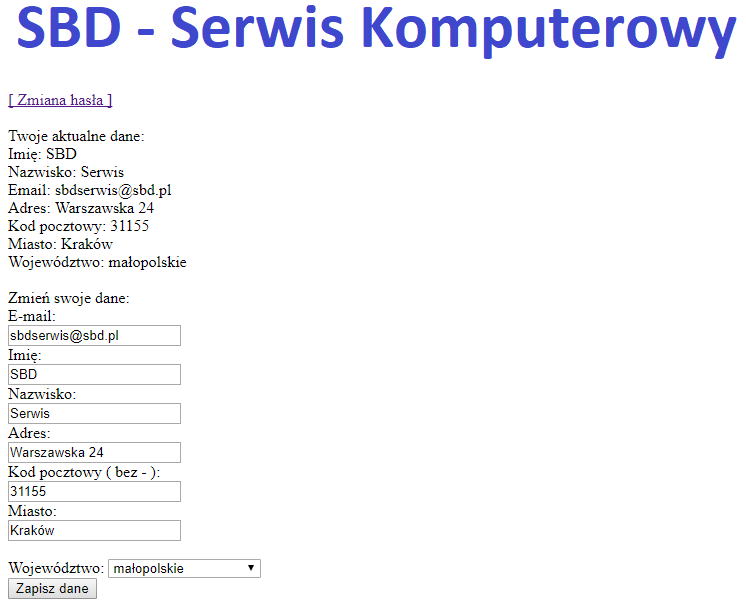 SBD - Serwis Komputerowy
[ Zmiana hasła ]
Twoje aktualne dane:
Imię: SBD
Nazwisko: Serwis
Email: sbdserwis@sbd.pl
Adres: Warszawska 24
Kod pocztowy: 31155
Miasto: Kraków
Województwo: małopolskie
Zmień swoje dane:
E-mail:
sbdserwis@sbd.pl
Imię:
SBD
Nazwisko:
Serwis
Adres:
Warszawska 24
Kod pocztowy ( bez - ):
31155
Miasto:
Kraków
Województwo: małopolskie
Zapisz dane